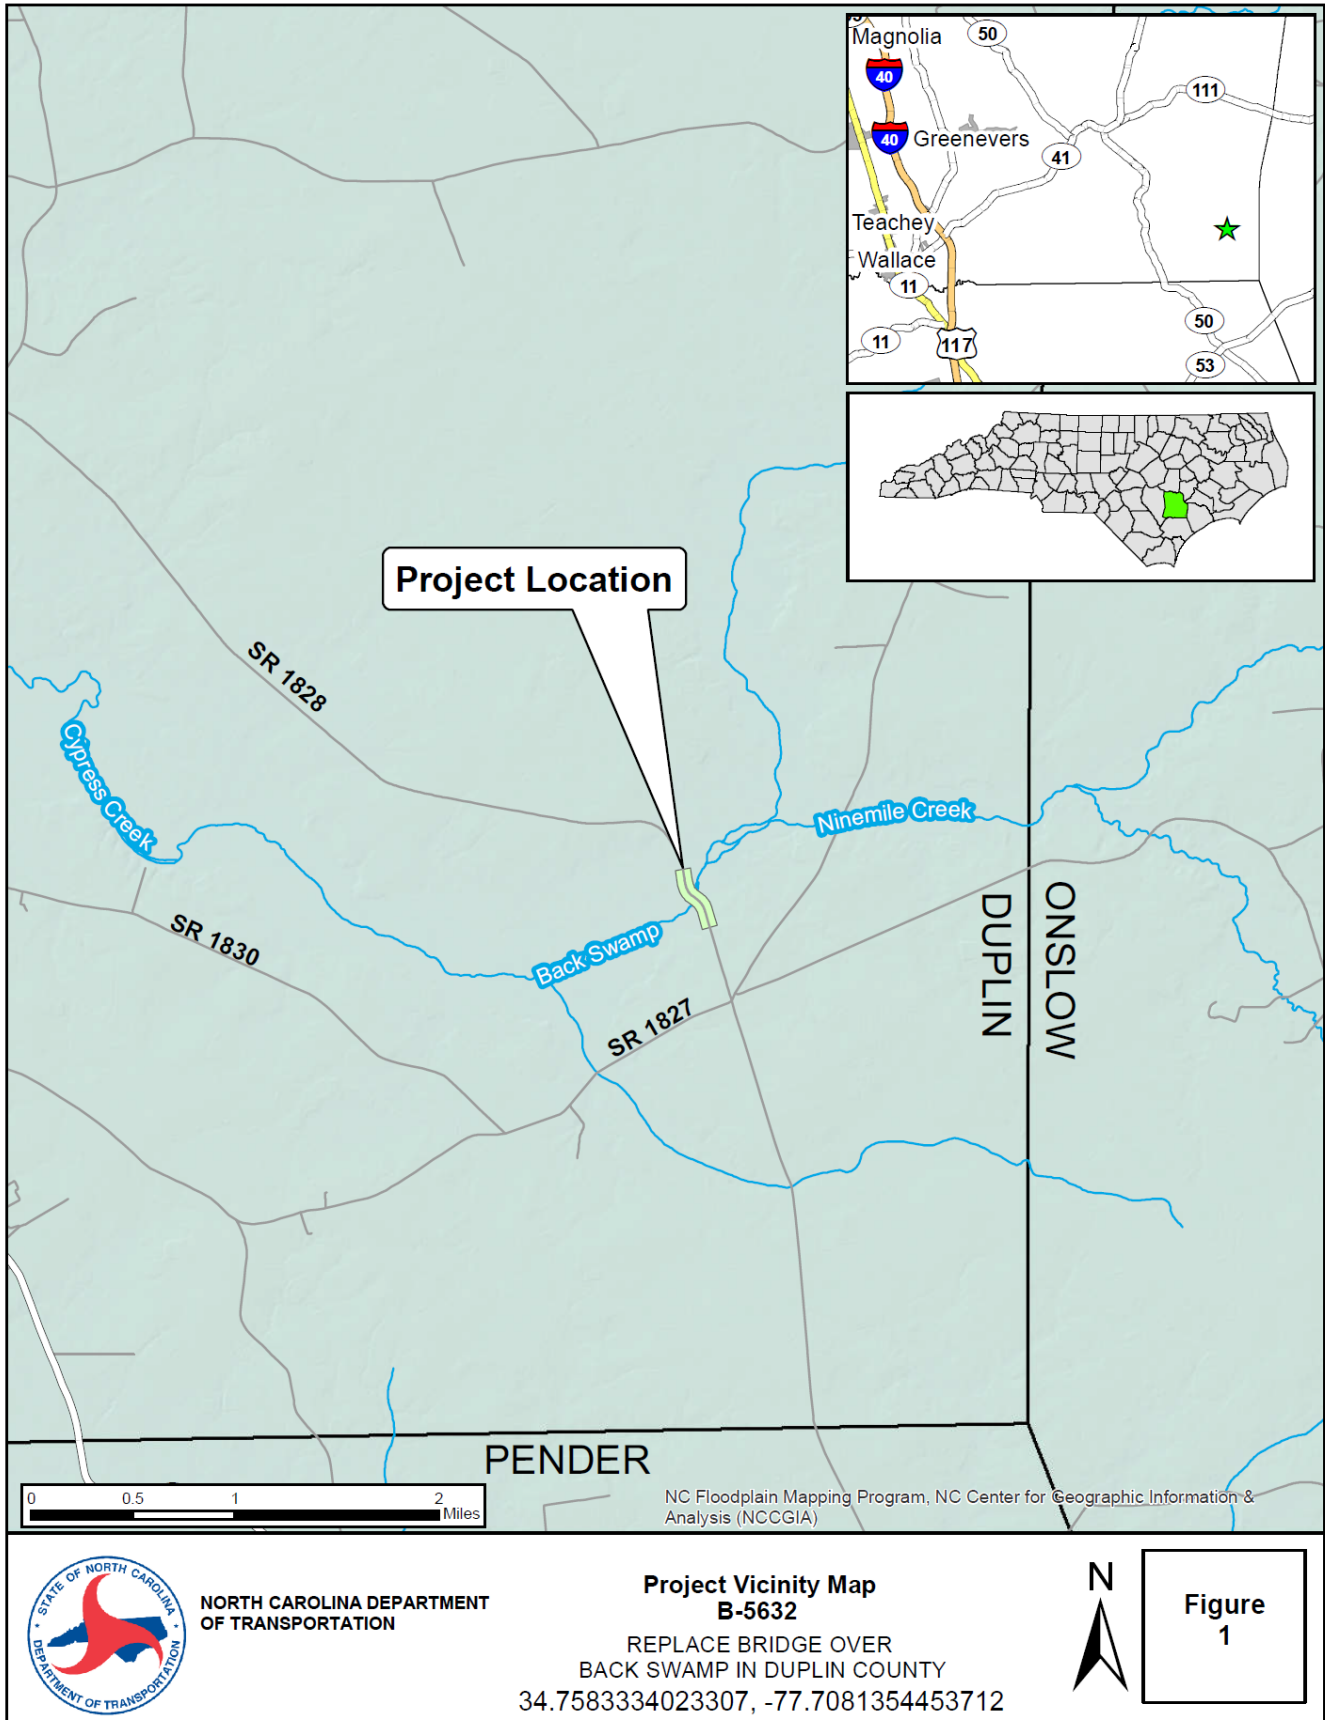 Magnolia
50
40
111
40
Greenevers
41
Teachey
Wallace
11
50
11
117
53
Project Location
SR 1828
Cypress Creek
Ninemile Creek
SR 1830
Back Swamp
DUPLIN
ONSLOW
SR 1827
PENDER
0 0.5 1 2
Miles
NC Floodplain Mapping Program, NC Center for Geographic Information &
Analysis (NCCGIA)
STATE OF NORTH CAROLINA
DEPARTMENT OF TRANSPORTATION
NORTH CAROLINA DEPARTMENT
OF TRANSPORTATION
Project Vicinity Map
B-5632
REPLACE BRIDGE OVER
BACK SWAMP IN DUPLIN COUNTY
34.7583334023307, -77.7081354453712
N
Figure
1